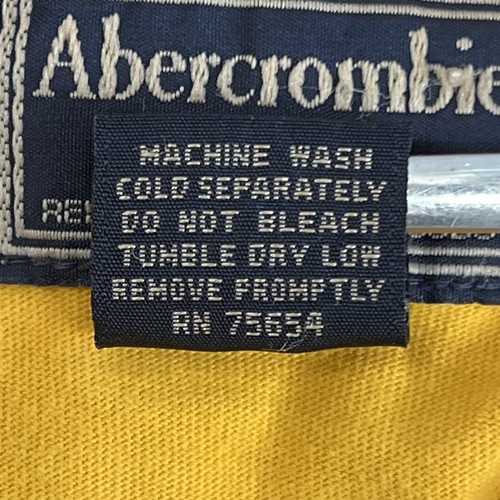 Abercrombie
MACHINE WASH
COLD SEPARATELY
DO NOT BLEACH
TUMBLE DRY LOW
REMOVE PROMPTLY
RN 75654